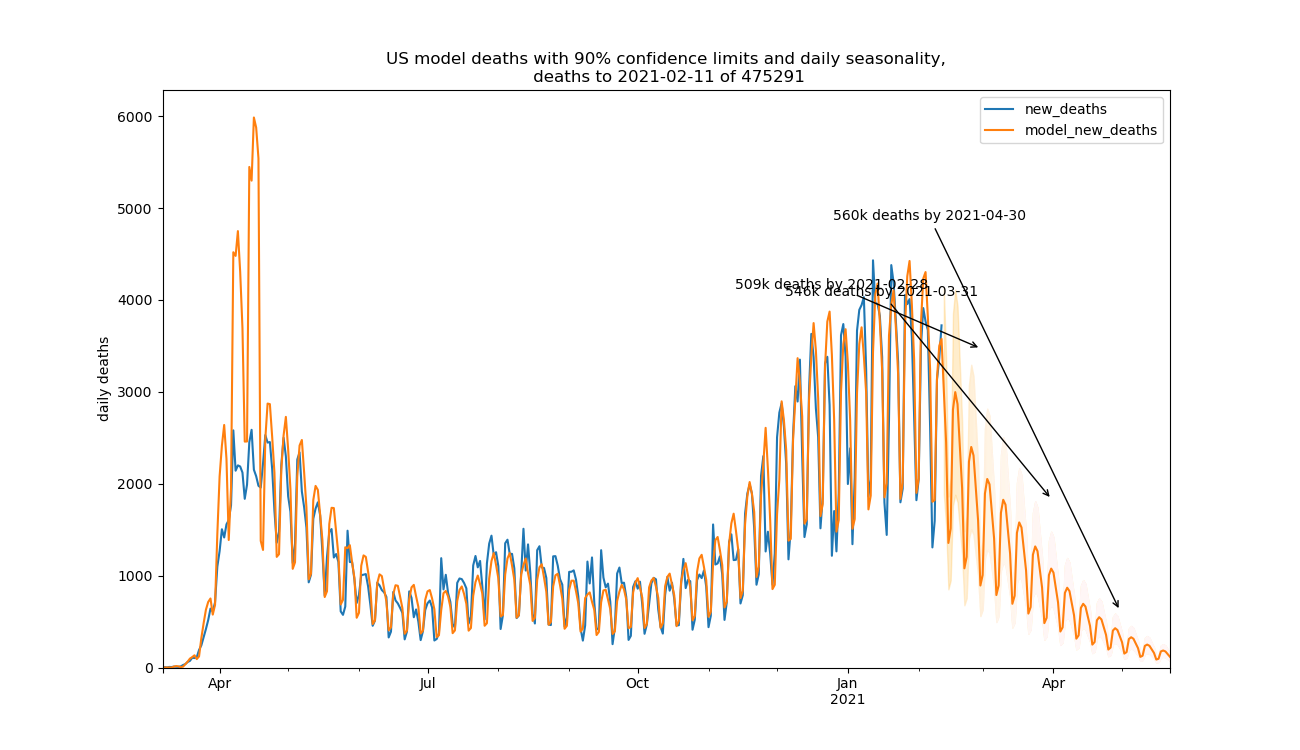 US model deaths with 90% confidence limits and daily seasonality,
deaths to 2021-02-11 of 475291
new_deaths
model_new_deaths
6000
5000
4000
3000
2000
1000
0
daily deaths
560k deaths by 2021-04-30
509k deaths by 2021-02-28
546k deaths by 2021-03-31
Apr
Jul
Oct
Jan
2021
Apr